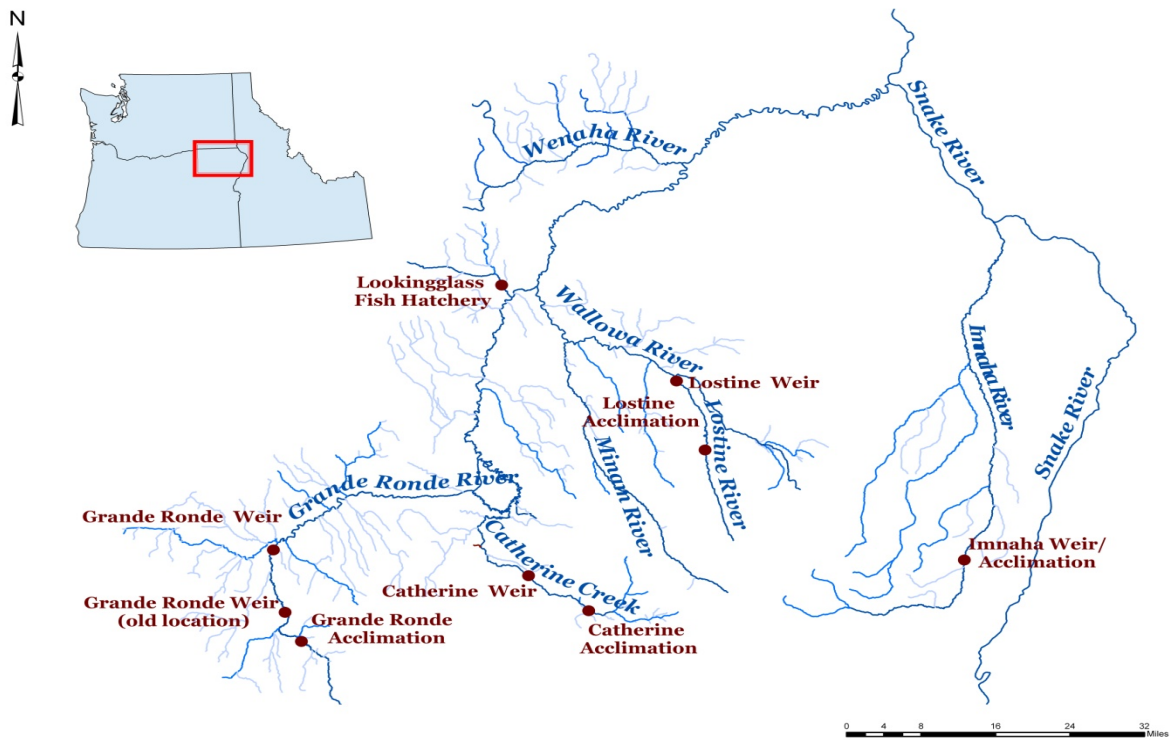 N
Snake River
Wenaha River
Lookingglass
Fish Hatchery
Wallowa River
Imnaha River
Lostine Weir
Lostine
Acclimation
Lostine River
Snake River
Minam River
Grande Ronde River
Grande Ronde Weir
Catherine Creek
Imnaha Weir/
Acclimation
Catherine Weir
Grande Ronde Weir
(old location)
Grande Ronde
Acclimation
Catherine
Acclimation
0 4 8 16 24 32
Miles